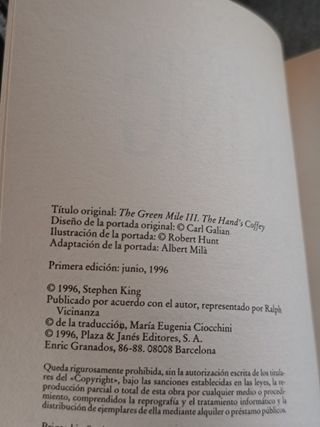 Título original: The Green Mile III. The Hand's Coffey
Diseño de la portada original: © Carl Galian
Ilustración de la portada: © Robert Hunt
Adaptación de la portada: Albert Milà
Primera edición: junio, 1996
© 1996, Stephen King
Publicado por acuerdo con el autor, representado por Ralph
Vicinanza
© de la traducción, María Eugenia Ciocchini
© 1996, Plaza & Janés Editores, S. A.
Enric Granados, 86-88. 08008 Barcelona
Queda rigurosamente prohibida, sin la autorización escrita de los titula-
res del «Copyright», bajo las sanciones establecidas en las leyes, la re-
producción parcial o total de esta obra por cualquier medio o procedi-
miento, comprendidos la reprografía y el tratamiento informático y la
distribución de ejemplares de ella mediante alquiler o préstamo públicos.